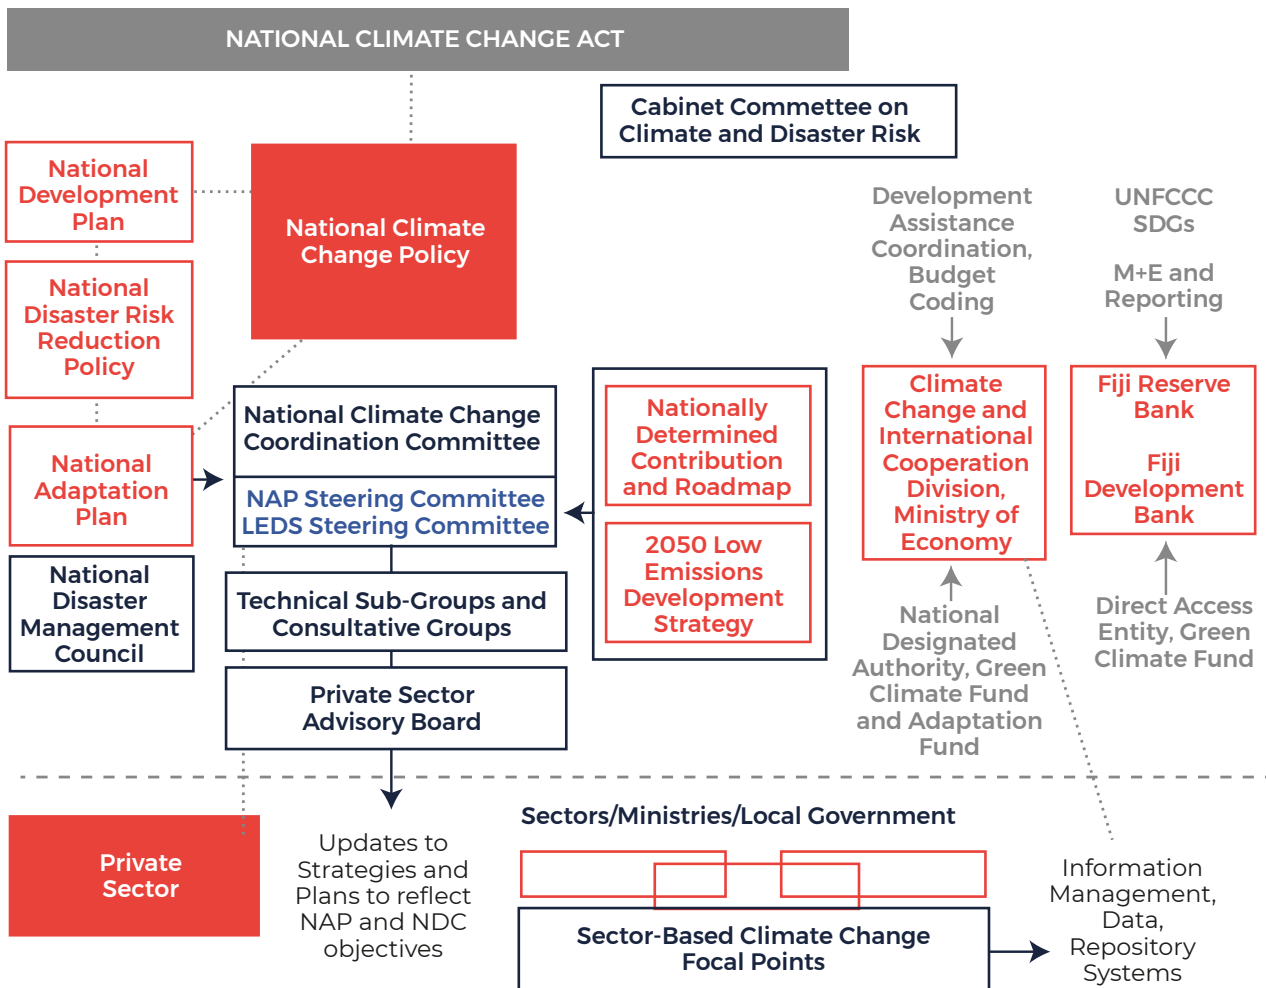 NATIONAL CLIMATE CHANGE ACT
Cabinet Committee on
Climate and Disaster Risk
National
Development
Plan
National Climate
Change Policy
Development
Assistance
Coordination,
Budget
Coding
UNFCCC
SDGs
M+E and
Reporting
National
Disaster Risk
Reduction
Policy
National Climate Change
Coordination Committee
NAP Steering Committee
LEDS Steering Committee
Nationally
Determined
Contribution
and Roadmap
2050 Low
Emissions
Development
Strategy
Climate
Change and
International
Cooperation
Division,
Ministry of
Economy
Fiji Reserve
Bank
Fiji
Development
Bank
National
Adaptation
Plan
National
Disaster
Management
Council
Technical Sub-Groups and
Consultative Groups
Private Sector
Advisory Board
National
Designated
Authority, Green
Climate Fund
and Adaptation
Fund
Direct Access
Entity, Green
Climate Fund
Private
Sector
Updates to
Strategies and
Plans to reflect
NAP and NDC
objectives
Sectors/Ministries/Local Government
Sector-Based Climate Change
Focal Points
Information
Management,
Data,
Repository
Systems